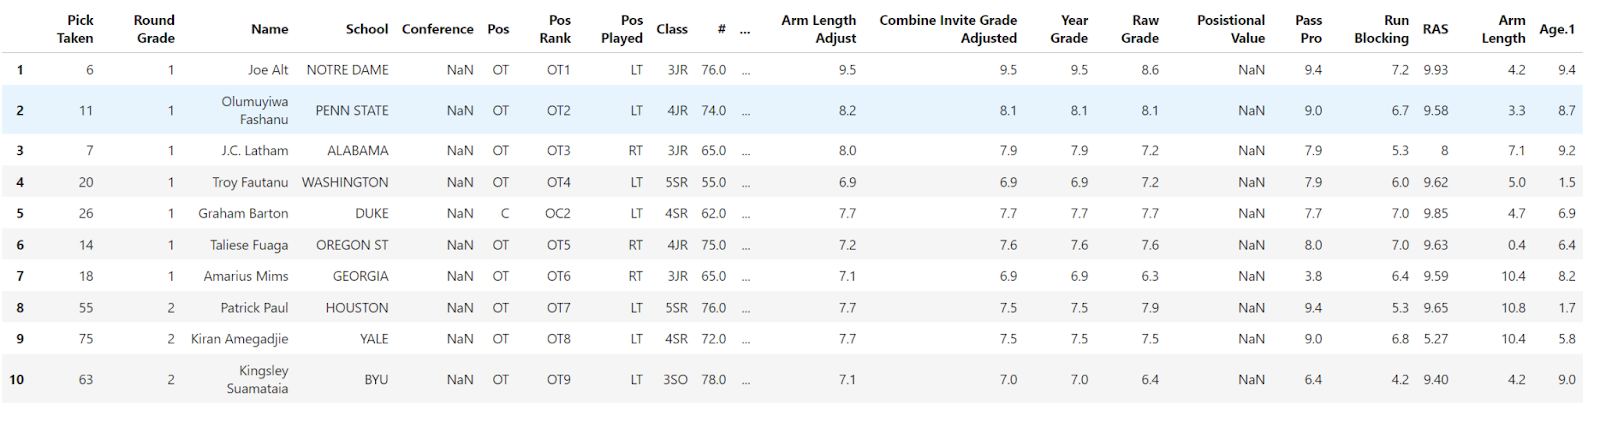 Pick Taken Round Grade Name School Conference Pos Pos Rank Pos Played Class # ... Arm Length Adjust Combine Invite Grade Adjusted Year Grade Raw Grade Posistional Value Pass Pro Run Blocking RAS Arm Length Age.1
1 6 1 Joe Alt NOTRE DAME NaN OT OT1 LT 3JR 76.0 ... 9.5 9.5 9.5 8.6 NaN 9.4 7.2 9.93 4.2 9.4
2 11 1 Olumuyiwa Fashanu PENN STATE NaN OT OT2 LT 4JR 74.0 ... 8.2 8.1 8.1 8.1 NaN 9.0 6.7 9.58 3.3 8.7
3 7 1 J.C. Latham ALABAMA NaN OT OT3 RT 3JR 65.0 ... 8.0 7.9 7.9 7.2 NaN 7.9 5.3 8 7.1 9.2
4 20 1 Troy Fautanu WASHINGTON NaN OT OT4 LT 5SR 55.0 ... 6.9 6.9 6.9 7.2 NaN 7.9 6.0 9.62 5.0 1.5
5 26 1 Graham Barton DUKE NaN C OC2 LT 4SR 62.0 ... 7.7 7.7 7.7 7.7 NaN 7.7 7.0 9.85 4.7 6.9
6 14 1 Taliese Fuaga OREGON ST NaN OT OT5 RT 4JR 75.0 ... 7.2 7.6 7.6 7.6 NaN 8.0 7.0 9.63 0.4 6.4
7 18 1 Amarius Mims GEORGIA NaN OT OT6 RT 3JR 65.0 ... 7.1 6.9 6.9 6.3 NaN 3.8 6.4 9.59 10.4 8.2
8 55 2 Patrick Paul HOUSTON NaN OT OT7 LT 5SR 76.0 ... 7.7 7.5 7.5 7.9 NaN 9.4 5.3 9.65 10.8 1.7
9 75 2 Kiran Amegadjie YALE NaN OT OT8 LT 4SR 72.0 ... 7.7 7.5 7.5 7.5 NaN 9.0 6.8 5.27 10.4 5.8
10 63 2 Kingsley Suamataia BYU NaN OT OT9 LT 3SO 78.0 ... 7.1 7.0 7.0 6.4 NaN 6.4 4.2 9.40 4.2 9.0